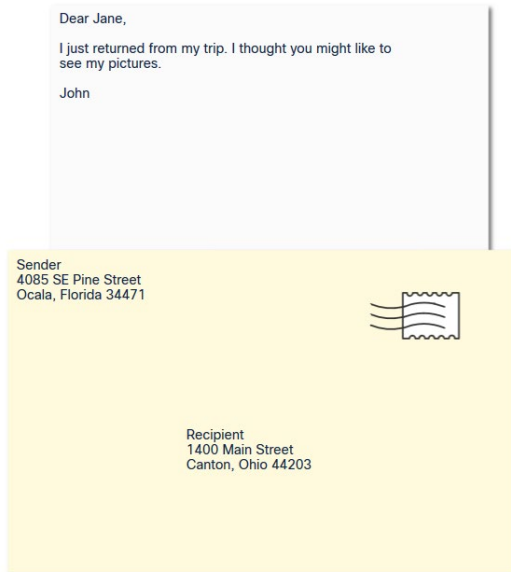 Dear Jane,
I just returned from my trip. I thought you might like to
see my pictures.
John
Sender
4085 SE Pine Street
Ocala, Florida 34471
Recipient
1400 Main Street
Canton, Ohio 44203